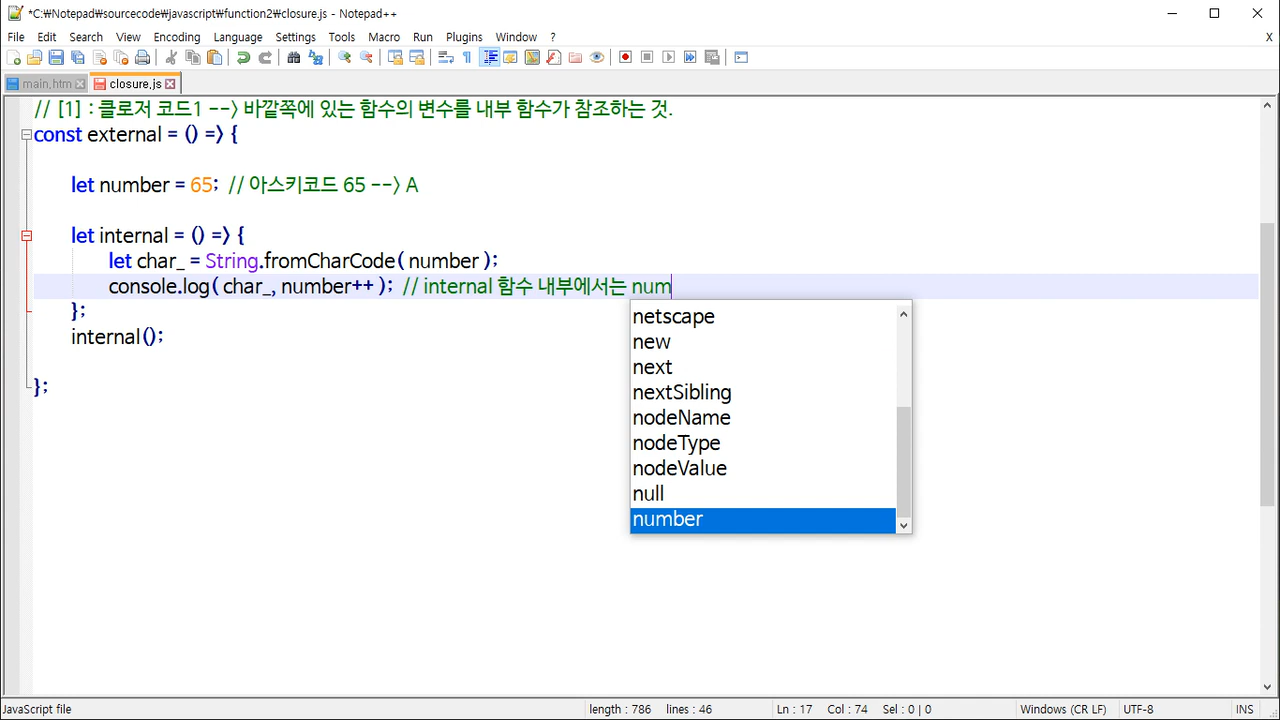 *C:₩Notepad₩sourcecode₩javascript₩function2₩closure.js - Notepad++
File Edit Search View Encoding Language Settings Tools Macro Run Plugins Window ? X
main.htm closure.js
// [1] : 클로저 코드1 --> 바깥쪽에 있는 함수의 변수를 내부 함수가 참조하는 것.
const external = () => {
let number = 65; // 아스키코드 65 --> A
let internal = () => {
let char_ = String.fromCharCode( number );
console.log( char_, number++ ); // internal 함수 내부에서는 num
};
internal();
};
netscape
new
next
nextSibling
nodeName
nodeType
nodeValue
null
number
JavaScript file length : 786 lines : 46 Ln : 17 Col : 74 Sel : 0 | 0 Windows (CR LF) UTF-8 INS